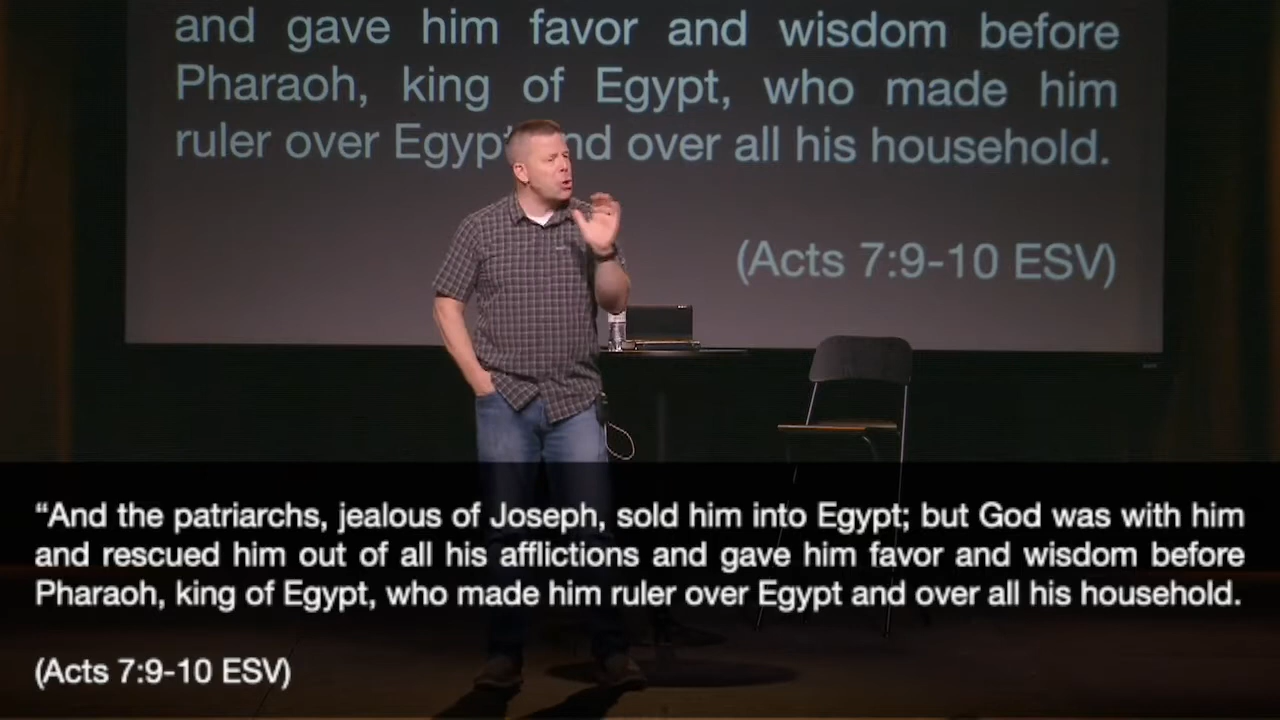 and gave him favor and wisdom before
Pharaoh, king of Egypt, who made him
ruler over Egypt and over all his household.
(Acts 7:9-10 ESV)
“And the patriarchs, jealous of Joseph, sold him into Egypt; but God was with him
and rescued him out of all his afflictions and gave him favor and wisdom before
Pharaoh, king of Egypt, who made him ruler over Egypt and over all his household.
(Acts 7:9-10 ESV)